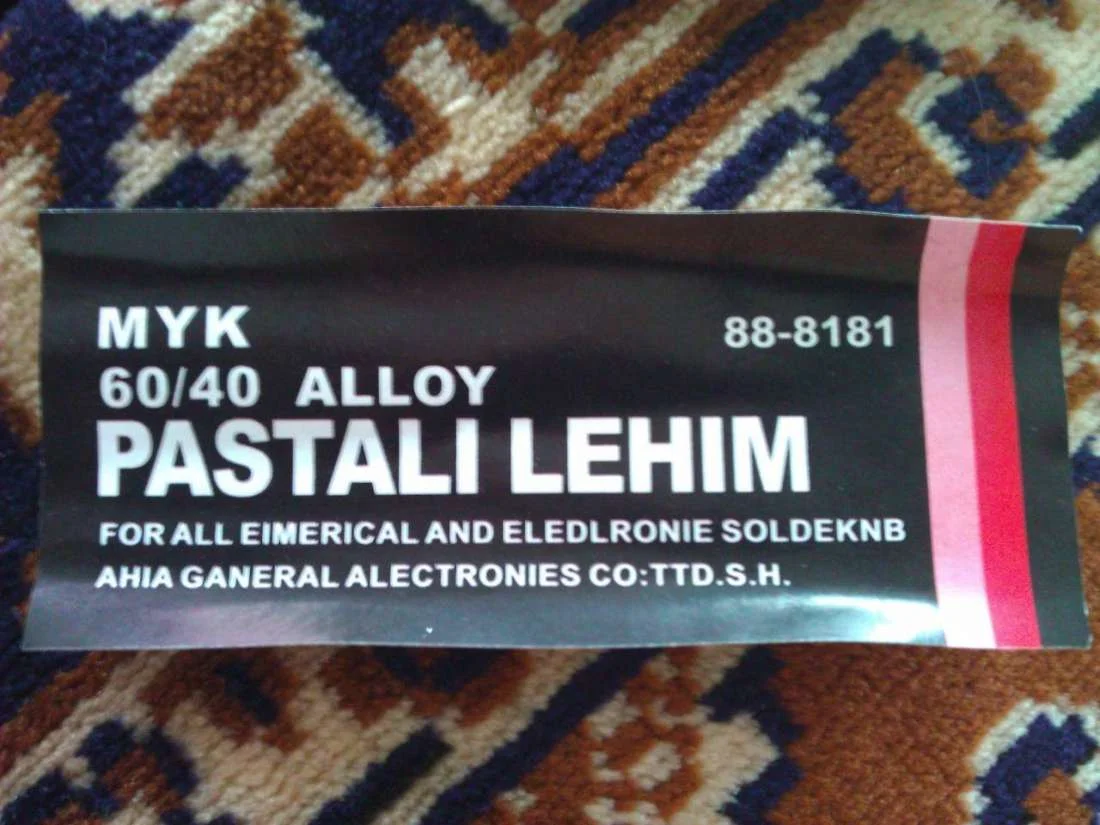 MYK
88-8181
60/40 ALLOY
PASTALI LEHIM
FOR ALL EIMERICAL AND ELEDLRONIE SOLDEKNB
AHIA GANERAL ALECTRONIES CO:TTD.S.H.